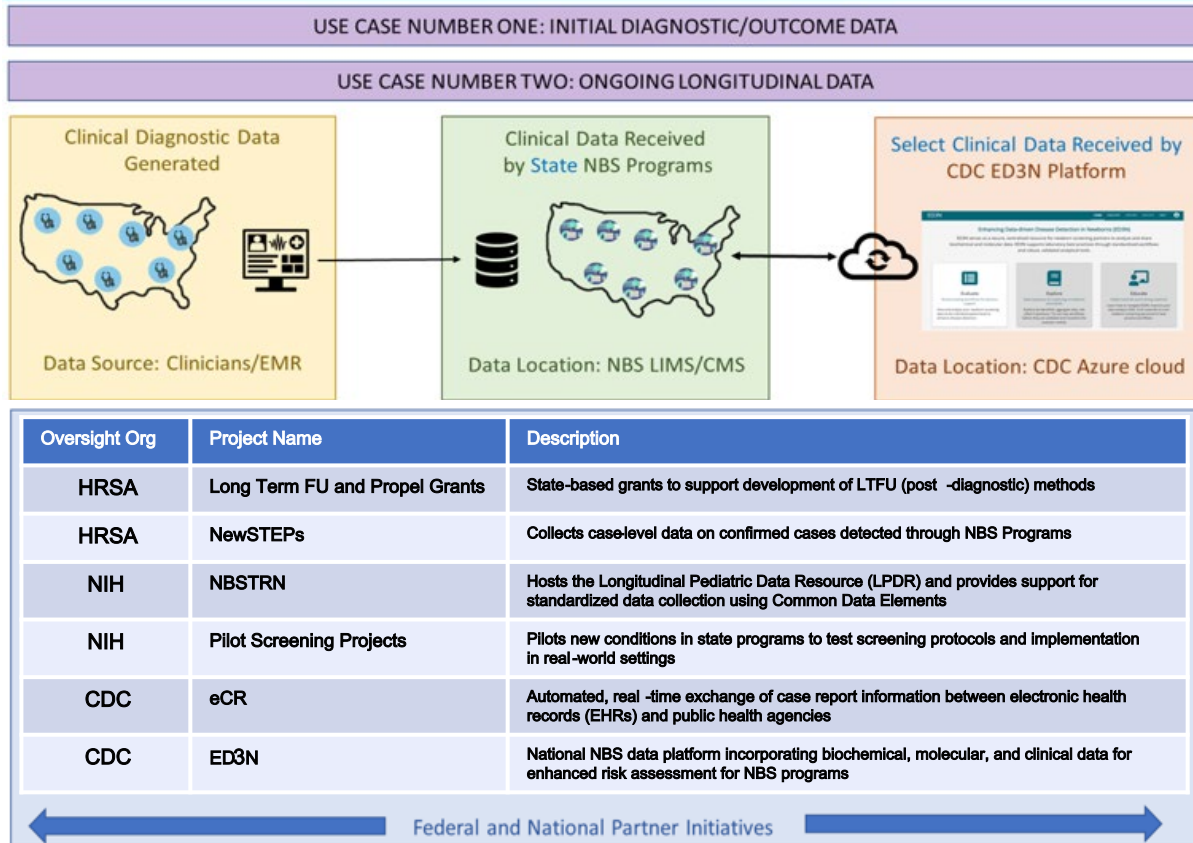 USE CASE NUMBER ONE: INITIAL DIAGNOSTIC/OUTCOME DATA
USE CASE NUMBER TWO: ONGOING LONGITUDINAL DATA
Clinical Diagnostic Data
Generated
Data Source: Clinicians/EMR
Clinical Data Received
by State NBS Programs
Data Location: NBS LIMS/CMS
Select Clinical Data Received by
CDC ED3N Platform
ED3N
Enhancing Data-driven Disease Detection in Newborns (ED3N)
Evaluate
Explore
Educate
Data Location: CDC Azure cloud
Oversight Org Project Name Description
HRSA Long Term FU and Propel Grants State-based grants to support development of LTFU (post -diagnostic) methods
HRSA NewSTEPs Collects case-level data on confirmed cases detected through NBS Programs
NIH NBSTRN Hosts the Longitudinal Pediatric Data Resource (LPDR) and provides support for
standardized data collection using Common Data Elements
NIH Pilot Screening Projects Pilots new conditions in state programs to test screening protocols and implementation
in real-world settings
CDC eCR Automated, real -time exchange of case report information between electronic health
records (EHRs) and public health agencies
CDC ED3N National NBS data platform incorporating biochemical, molecular, and clinical data for
enhanced risk assessment for NBS programs
Federal and National Partner Initiatives